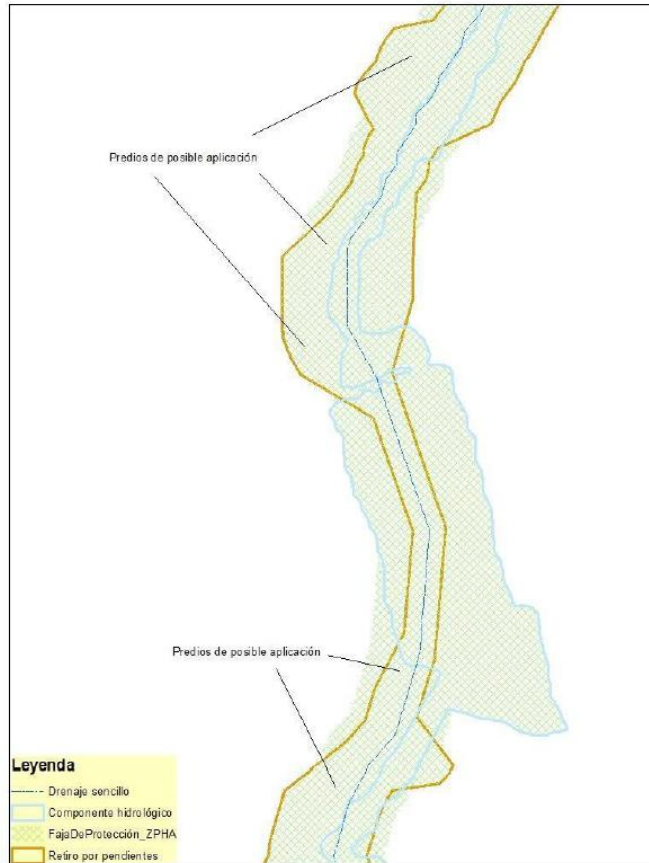 Predios de posible aplicación
Predios de posible aplicación
Leyenda
Drenaje sencillo
Componente hidrológico
FajaDeProtección_ZPHA
Retiro por pendientes